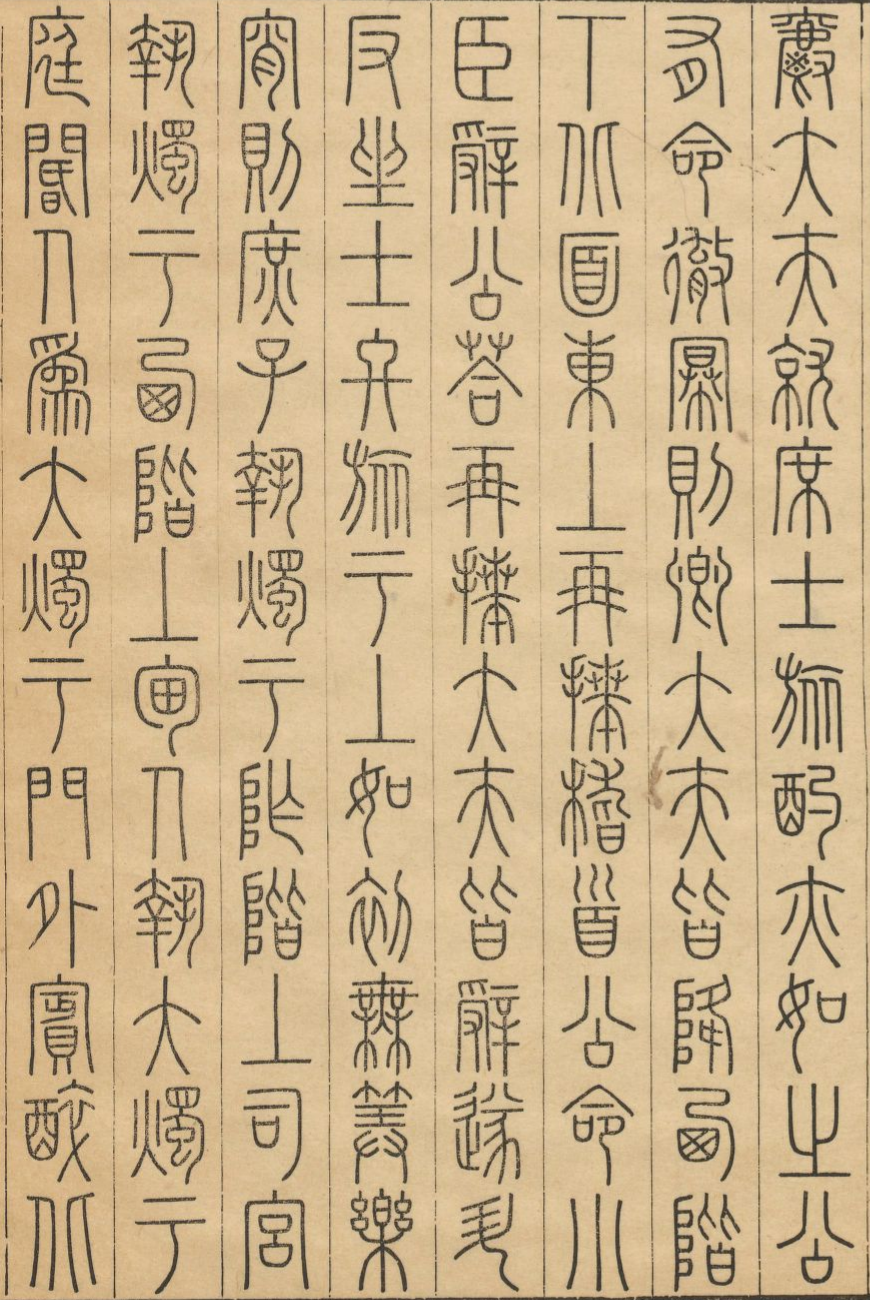 爵大夫就席士旅酌亦如之公
有命徹冪則卿大夫皆降西階
下北面東上再拜稽首公命小
臣辭公荅再拜大夫皆辭遂升
反坐士終旅于上如初無筭樂
宵則庶子執燭于阼階上司宮
執燭于西階上甸人執大燭于
庭閽人為大燭于門外賓醉北